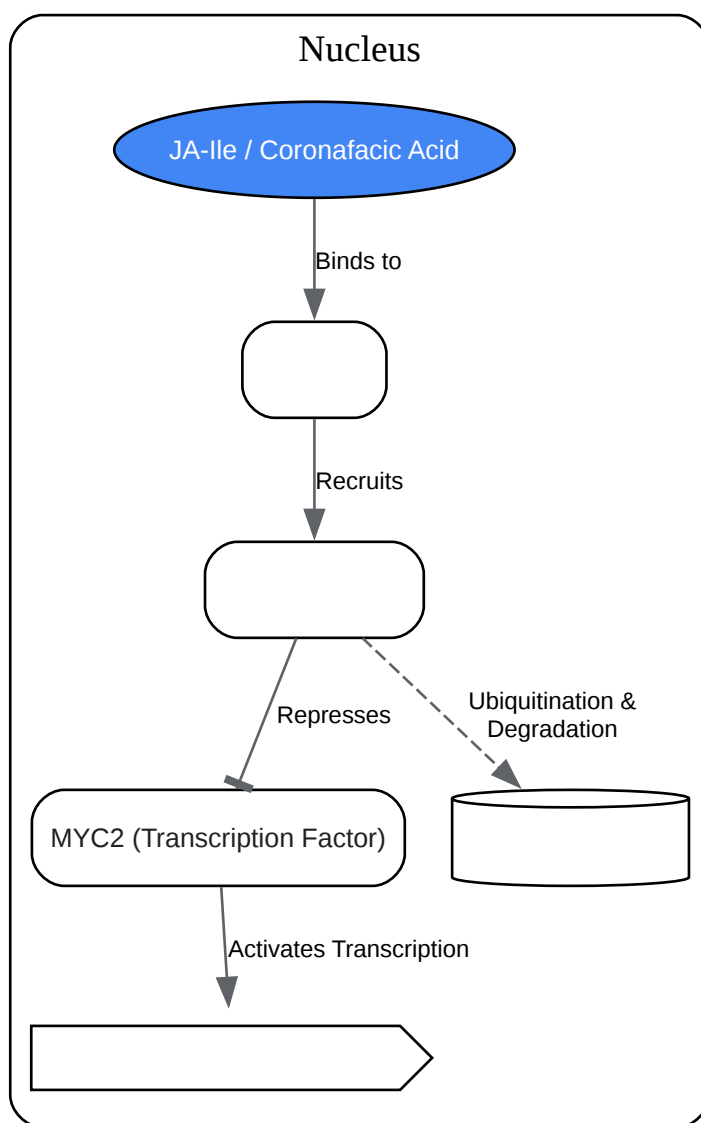 Nucleus
JA-Ile / Coronafacic Acid
Binds to
Recruits
Represses
Ubiquitination &
Degradation
MYC2 (Transcription Factor)
Activates Transcription